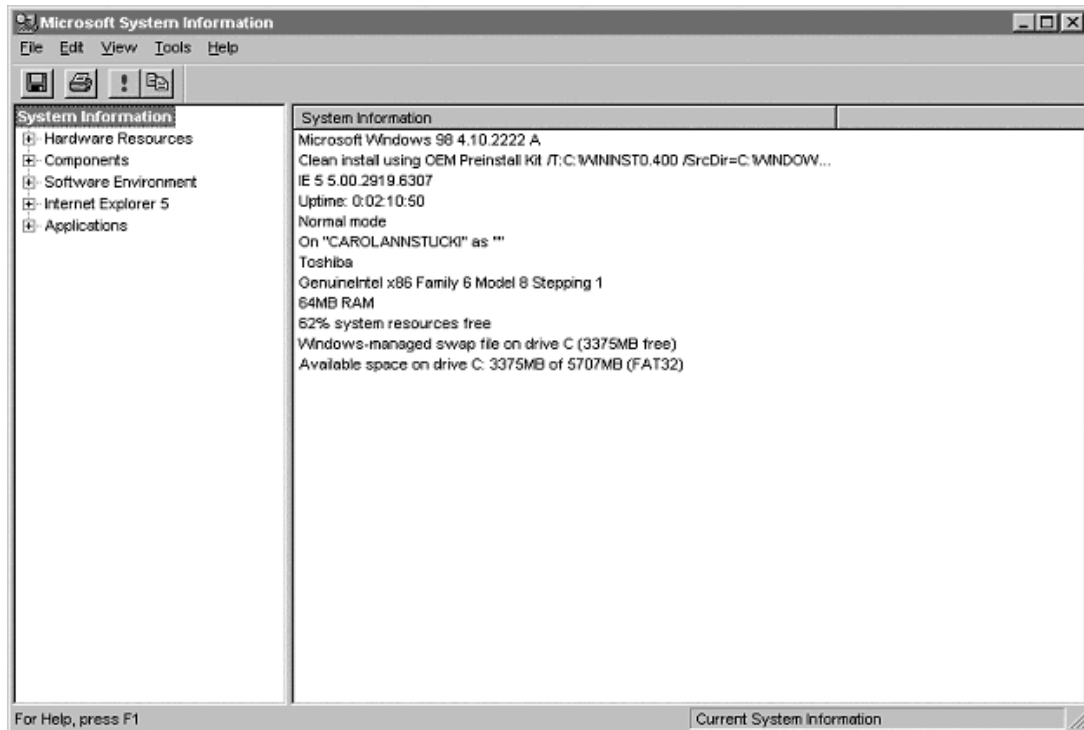 Microsoft System Information
File Edit View Tools Help
System Information
Hardware Resources
Components
Software Environment
Internet Explorer 5
Applications
System Information
Microsoft Windows 98 4.10.2222 A
Clean install using OEM Preinstall Kit /T:C:\WININST0.400 /SrcDir=C:\WINDOW...
IE 5 5.00.2919.6307
Uptime: 0:02:10:50
Normal mode
On "CAROLANNSTUCKI" as ""
Toshiba
GenuineIntel x86 Family 6 Model 8 Stepping 1
64MB RAM
62% system resources free
Windows-managed swap file on drive C (3375MB free)
Available space on drive C: 3375MB of 5707MB (FAT32)
For Help, press F1
Current System Information